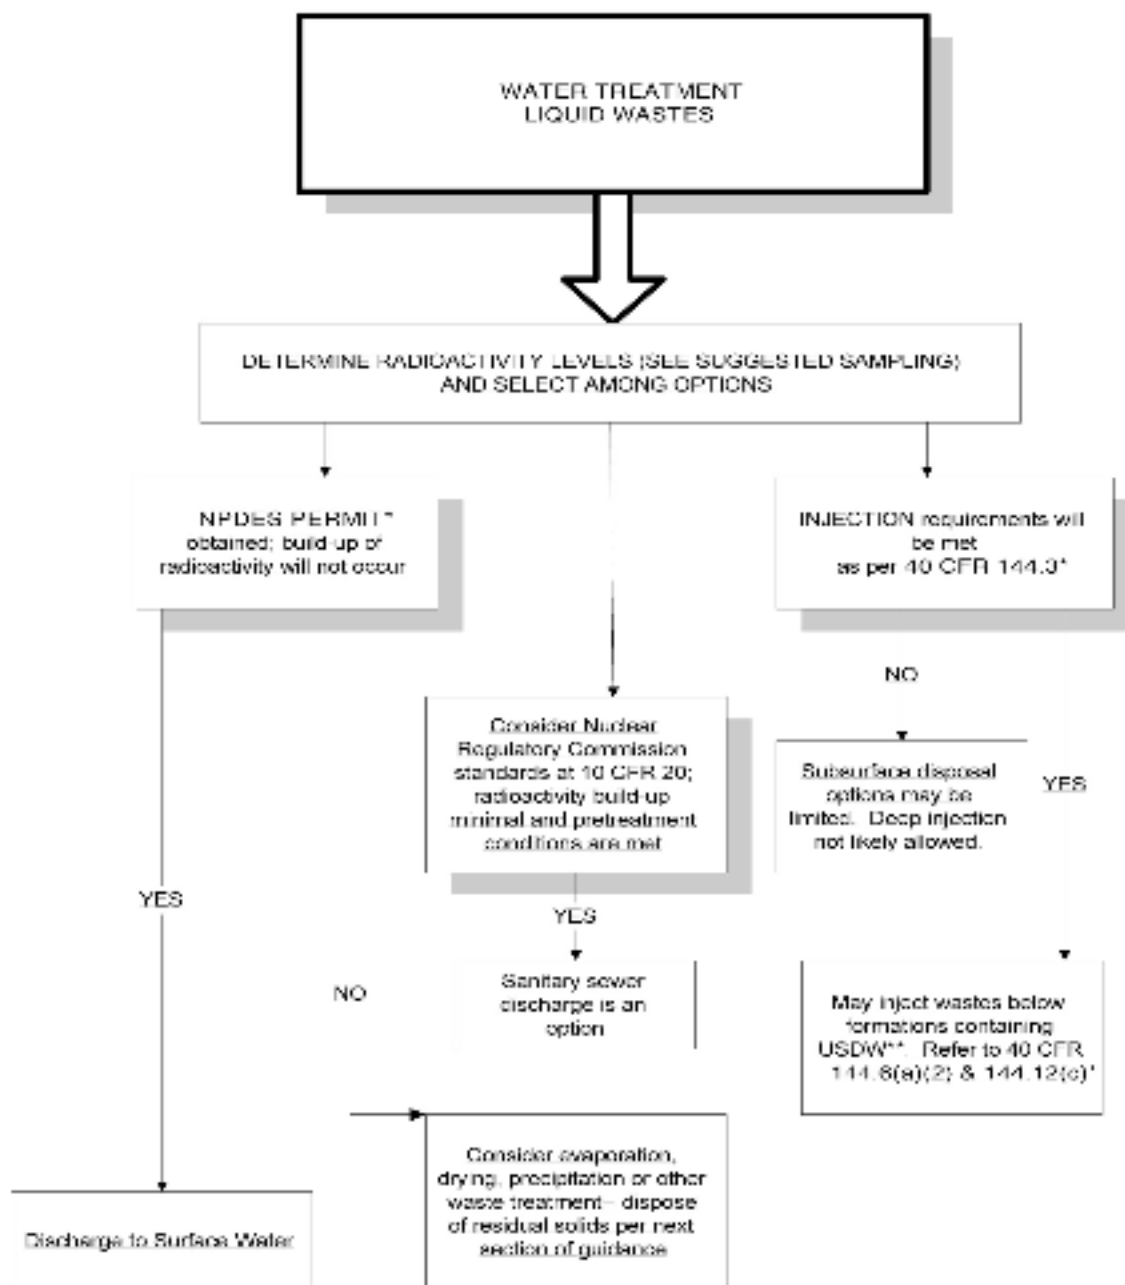 WATER TREATMENT
LIQUID WASTES
DETERMINE RADIOACTIVITY LEVELS (SEE SUGGESTED SAMPLING)
AND SELECT AMONG OPTIONS
NPDES PERMIT*
obtained; build-up of
radioactivity will not occur
INJECTION requirements will
be met
as per 40 CFR 144.3*
NO
Consider Nuclear
Regulatory Commission
standards at 10 CFR 20;
radioactivity build-up
minimal and pretreatment
conditions are met
Subsurface disposal
options may be
limited. Deep injection
not likely allowed.
YES
YES
YES
NO
Sanitary sewer
discharge is an
option
May inject wastes below
formations containing
USDW**. Refer to 40 CFR
144.6(a)(2) & 144.12(c)*
Consider evaporation,
drying, precipitation or other
waste treatment– dispose
of residual solids per next
section of guidance
Discharge to Surface Water